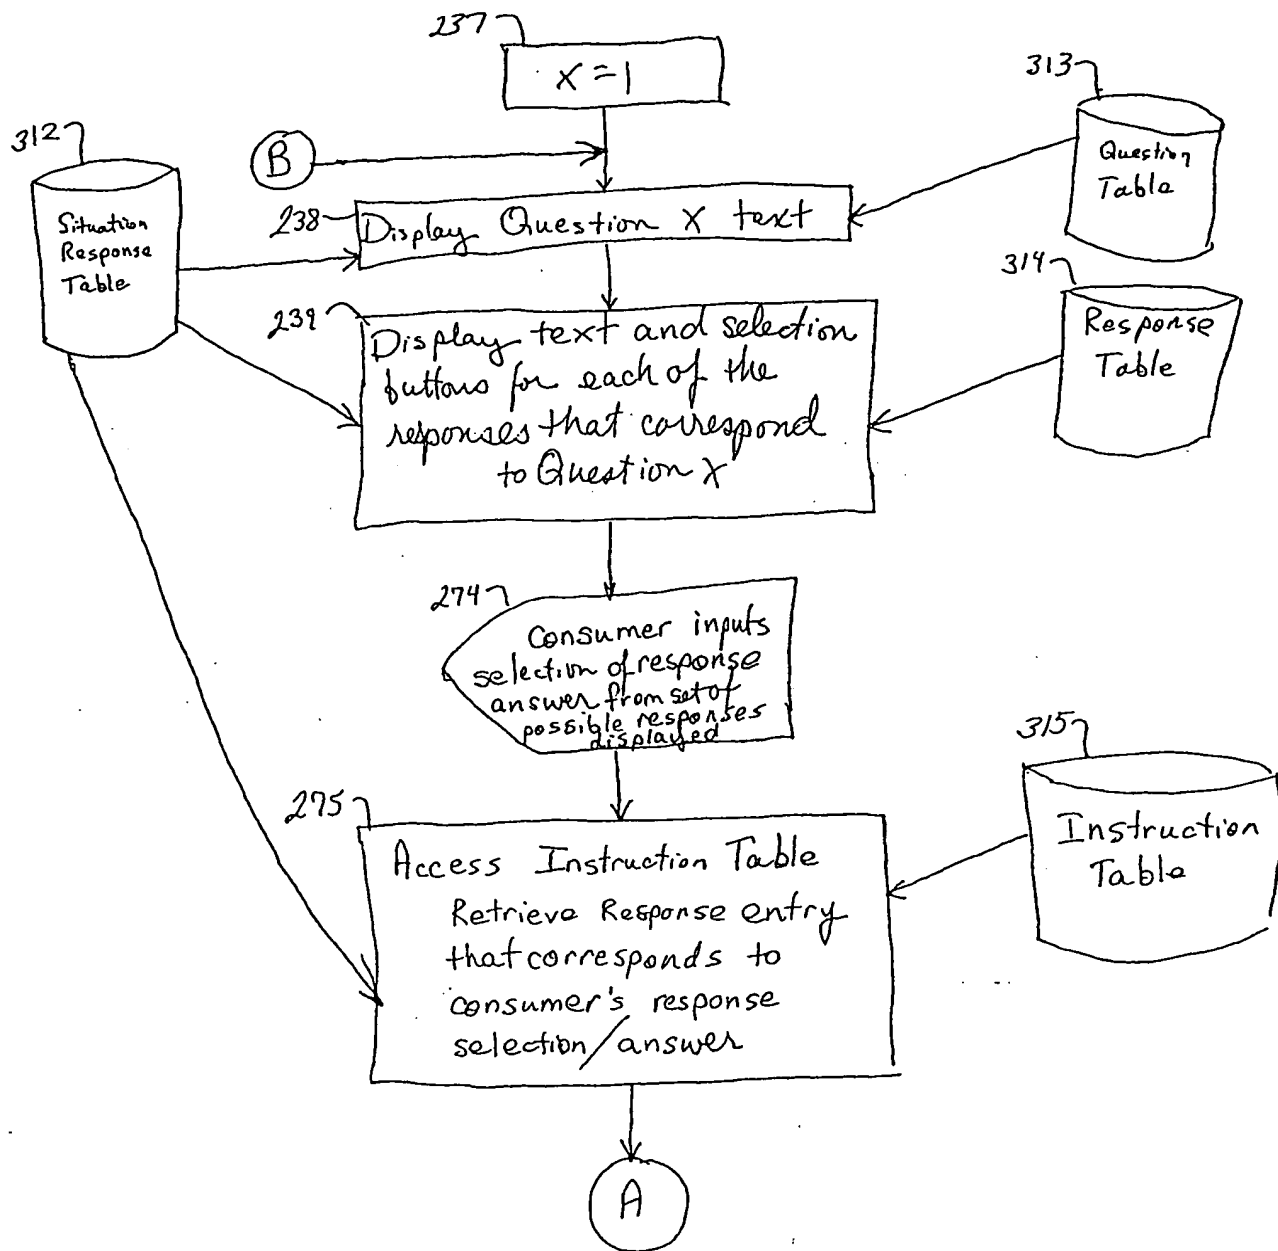 237
X = 1
313
Question
Table
312
Situation
Response
Table
B
238
Display Question X text
314
Response
Table
239
Display text and selection
buttons for each of the
responses that correspond
to Question X
274
Consumer inputs
selection of response
answer from set of
possible responses
displayed
315
Instruction
Table
275
Access Instruction Table
Retrieve Response entry
that corresponds to
consumer's response
selection/answer
A